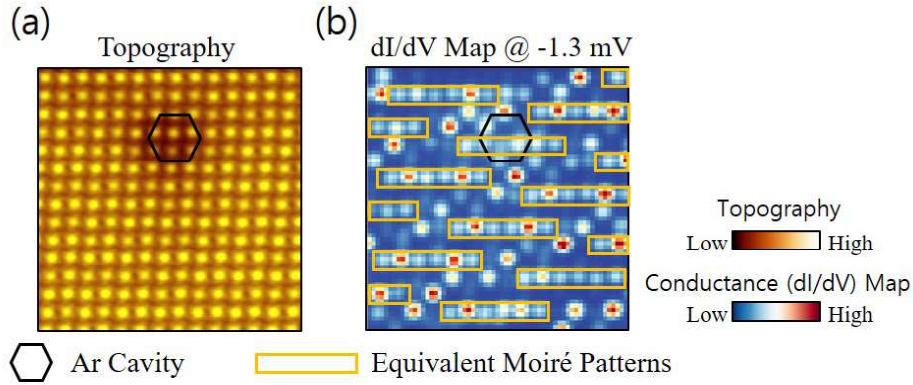 (a)
Topography
(b)
dI/dV Map @ -1.3 mV
Topography
Low High
Conductance (dI/dV) Map
Low High
Ar Cavity
Equivalent Moiré Patterns